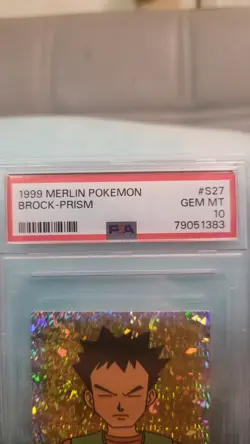 1999 MERLIN POKEMON #S27
BROCK-PRISM GEM MT
10
PSA 79051383